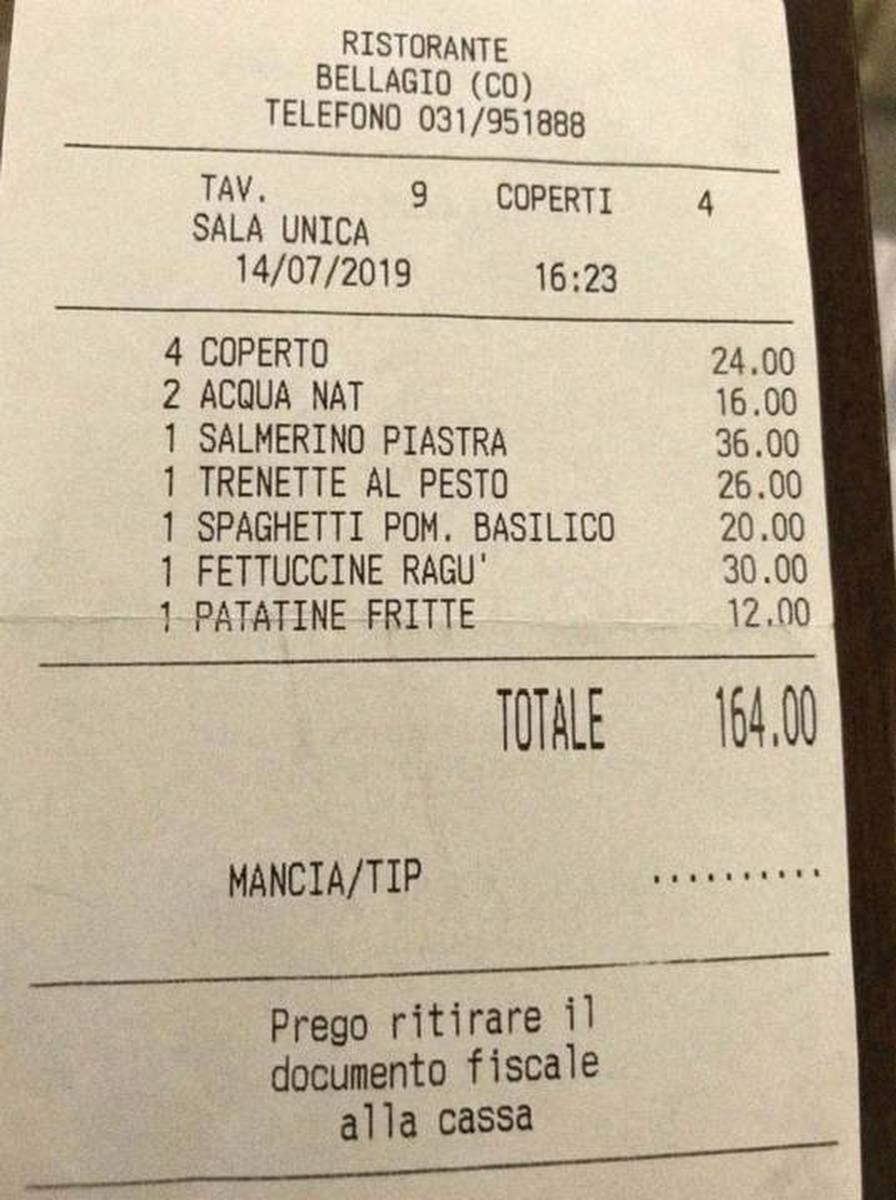 RISTORANTE
BELLAGIO (CO)
TELEFONO 031/951888
TAV. 9 COPERTI 4
SALA UNICA
14/07/2019 16:23
4 COPERTO 24.00
2 ACQUA NAT 16.00
1 SALMERINO PIASTRA 36.00
1 TRENETTE AL PESTO 26.00
1 SPAGHETTI POM. BASILICO 20.00
1 FETTUCCINE RAGU' 30.00
1 PATATINE FRITTE 12.00
TOTALE 164.00
MANCIA/TIP ..........
Prego ritirare il
documento fiscale
alla cassa